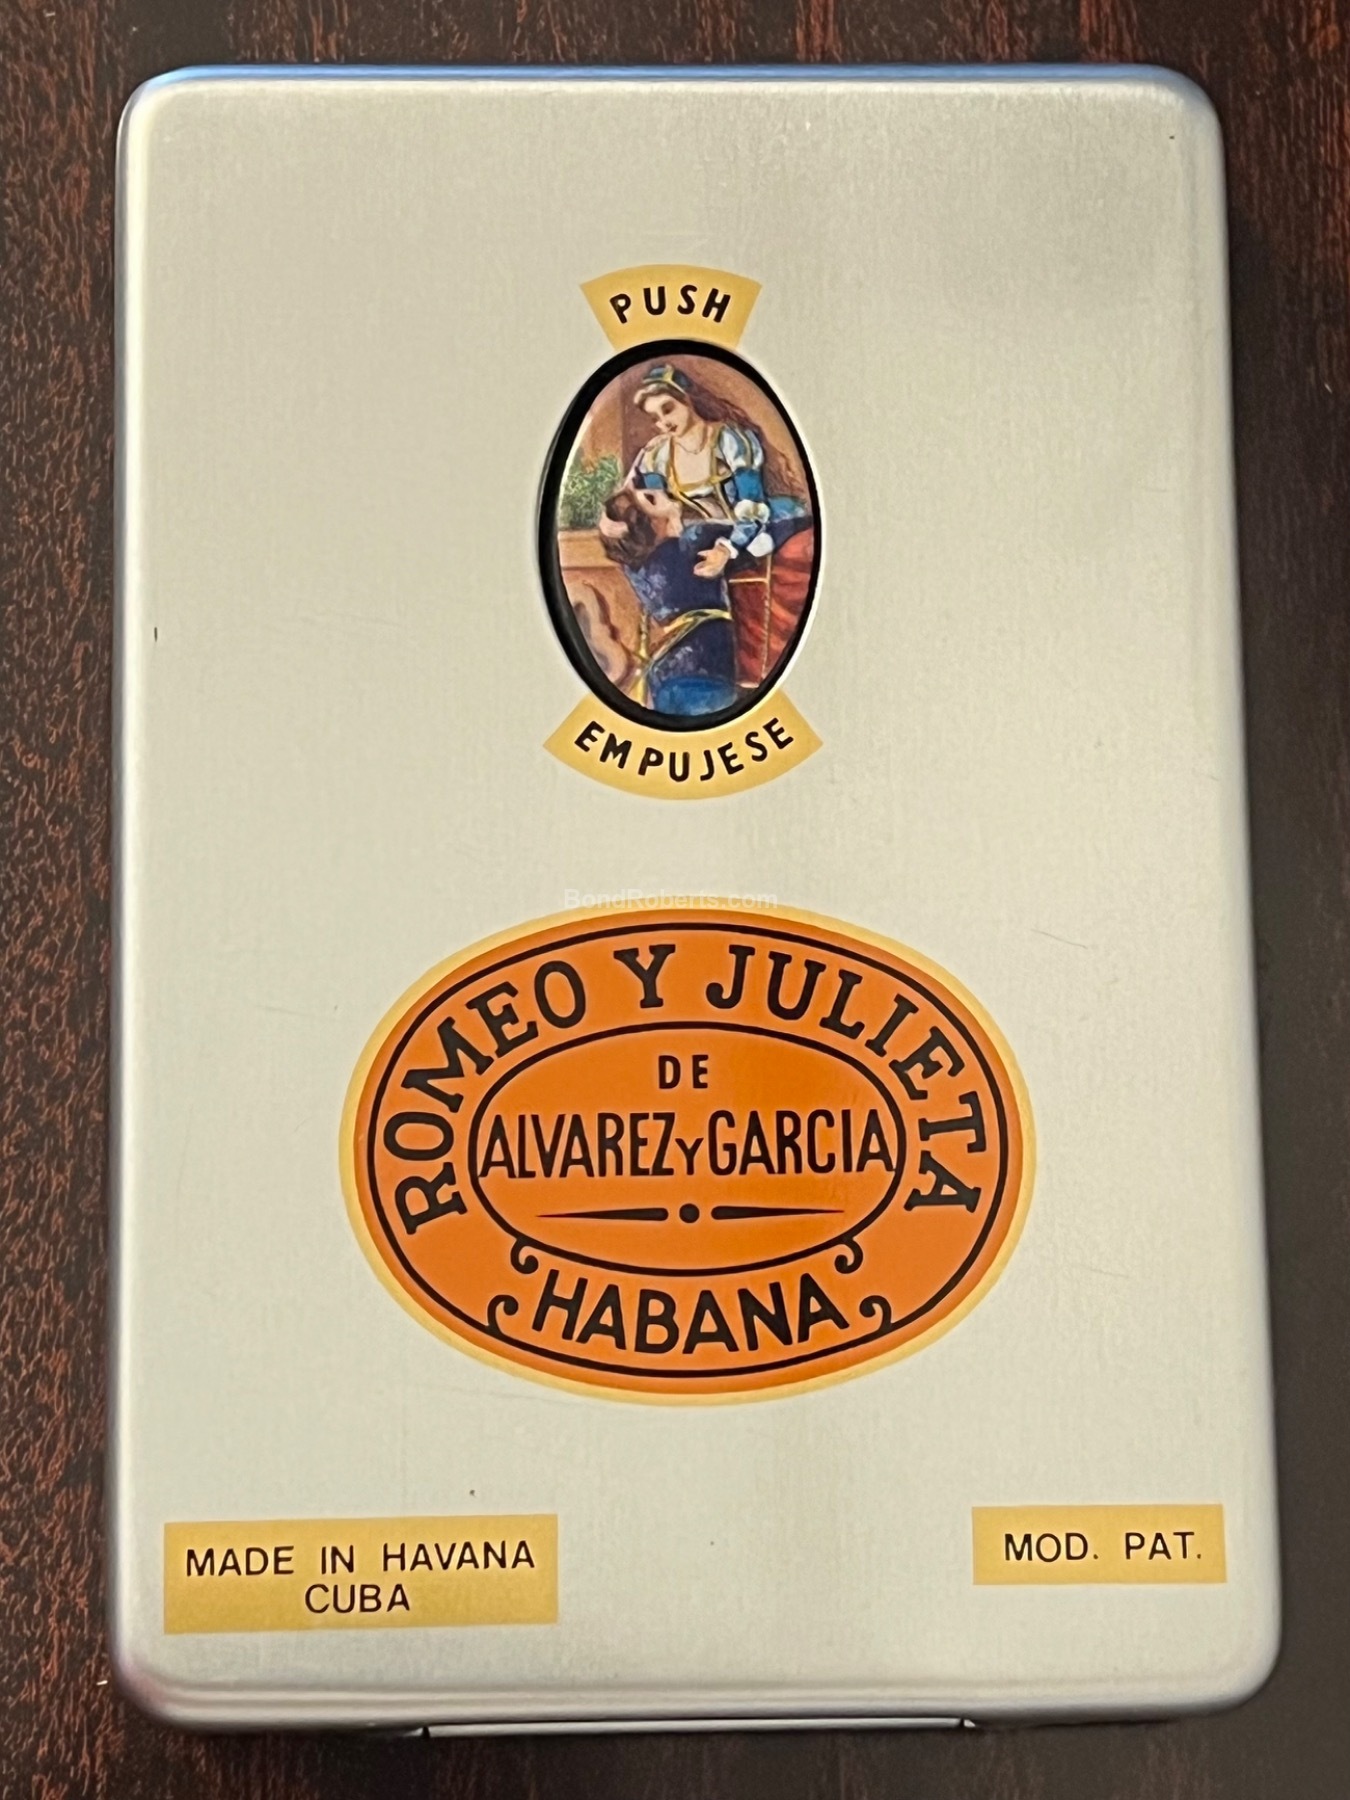 PUSH
EMPUJESE
BondRoberts.com
ROMEO Y JULIETA
DE
ALVAREZ Y GARCIA
HABANA
MADE IN HAVANA
CUBA
MOD. PAT.